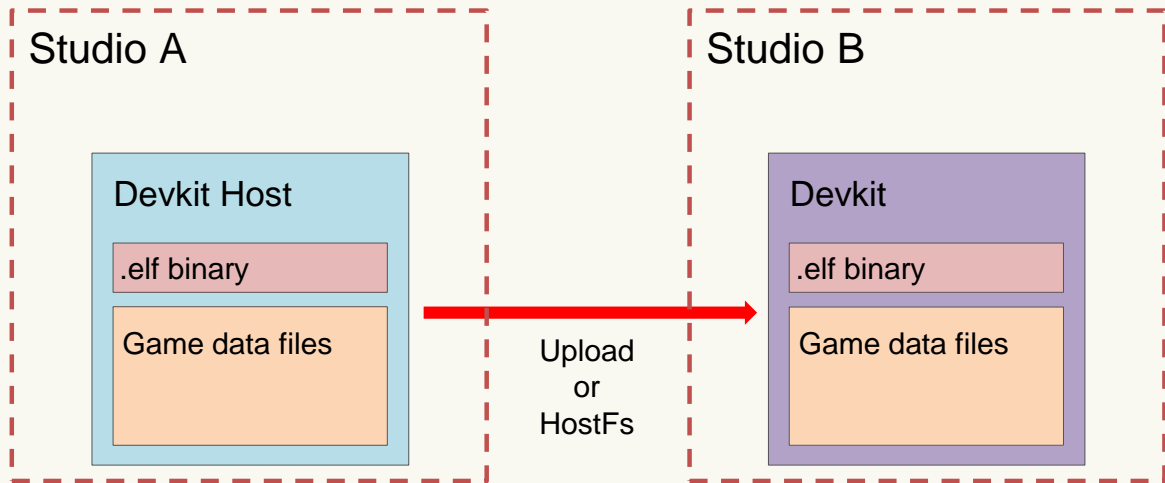 Studio A
Devkit Host
.elf binary
Game data files
Upload
or
HostFs
Studio B
Devkit
.elf binary
Game data files